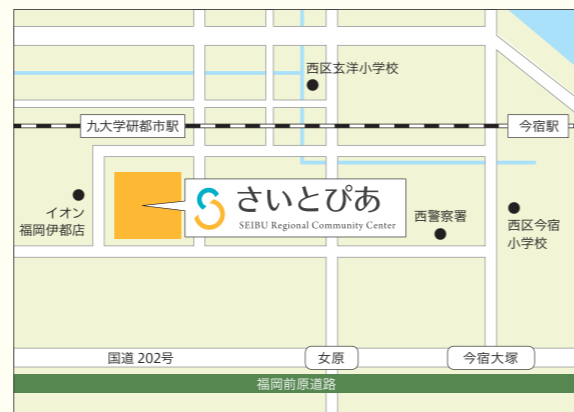 西区玄洋小学校
九大学研都市駅
今宿駅
さいとぴあ
SEIBU Regional Community Center
イオン
福岡伊都店
西警察署
西区今宿
小学校
国道 202号
女原
今宿大塚
福岡前原道路